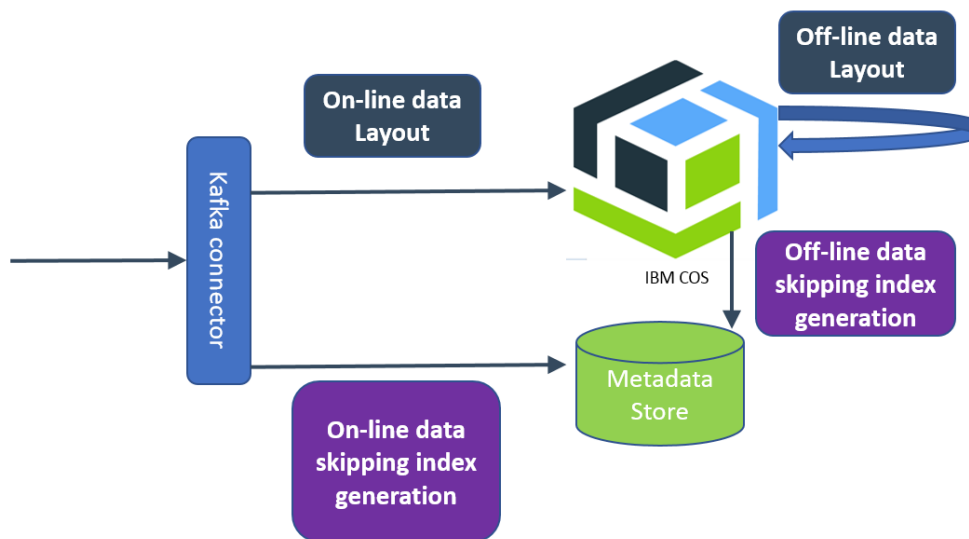 Off-line data
Layout
On-line data
Layout
Kafka connector
IBM COS
Off-line data
skipping index
generation
Metadata
Store
On-line data
skipping index
generation